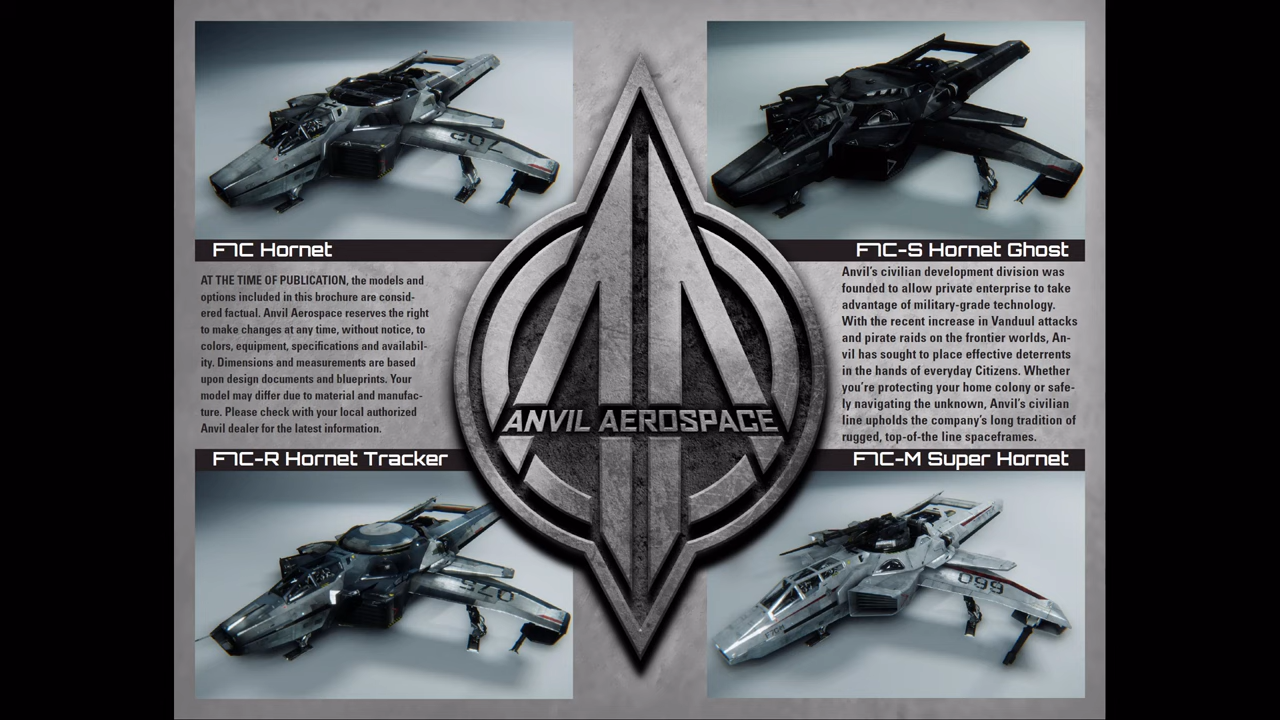 F7C Hornet
AT THE TIME OF PUBLICATION, the models and
options included in this brochure are consid-
ered factual. Anvil Aerospace reserves the right
to make changes at any time, without notice, to
colors, equipment, specifications and availabil-
ity. Dimensions and measurements are based
upon design documents and blueprints. Your
model may differ due to material and manufac-
ture. Please check with your local authorized
Anvil dealer for the latest information.
F7C-R Hornet Tracker
ANVIL AEROSPACE
F7C-S Hornet Ghost
Anvil's civilian development division was
founded to allow private enterprise to take
advantage of military-grade technology.
With the recent increase in Vanduul attacks
and pirate raids on the frontier worlds, An-
vil has sought to place effective deterrents
in the hands of everyday Citizens. Whether
you're protecting your home colony or safe-
ly navigating the unknown, Anvil's civilian
line upholds the company's long tradition of
rugged, top-of-the line spaceframes.
F7C-M Super Hornet